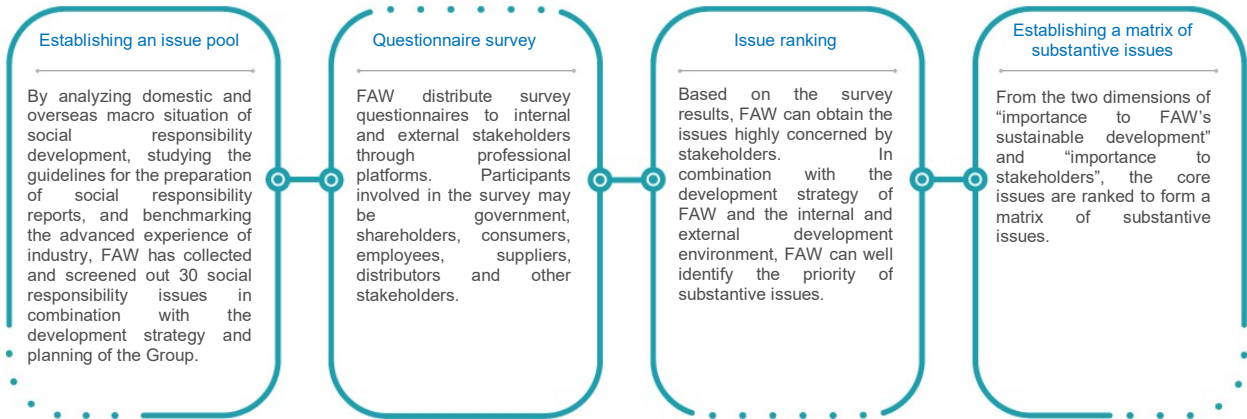 Establishing an issue pool
By analyzing domestic and
overseas macro situation of
social responsibility
development, studying the
guidelines for the preparation
of social responsibility
reports, and benchmarking
the advanced experience of
industry, FAW has collected
and screened out 30 social
responsibility issues in
combination with the
development strategy and
planning of the Group.
Questionnaire survey
FAW distribute survey
questionnaires to internal
and external stakeholders
through professional
platforms. Participants
involved in the survey may
be government,
shareholders, consumers,
employees, suppliers,
distributors and other
stakeholders.
Issue ranking
Based on the survey
results, FAW can obtain the
issues highly concerned by
stakeholders. In
combination with the
development strategy of
FAW and the internal and
external development
environment, FAW can well
identify the priority of
substantive issues.
Establishing a matrix of
substantive issues
From the two dimensions of
“importance to FAW’s
sustainable development”
and “importance to
stakeholders”, the core
issues are ranked to form a
matrix of substantive
issues.